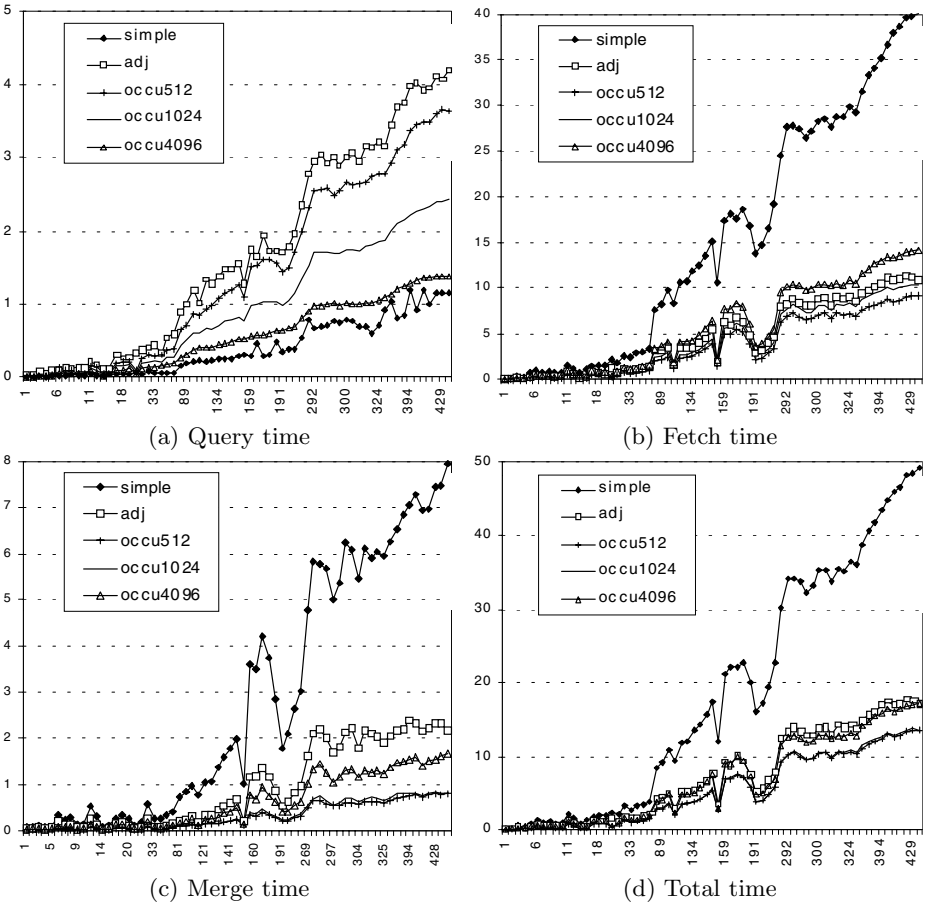 5
4
3
2
1
0
simple
adj
occu512
occu1024
occu4096
1 6 11 18 33 89 134 159 191 292 300 324 394 429
(a) Query time
40
35
30
25
20
15
10
5
0
simple
adj
occu512
occu1024
occu4096
1 6 11 18 33 89 134 159 191 292 300 324 394 429
(b) Fetch time
8
7
6
5
4
3
2
1
0
simple
adj
occu512
occu1024
occu4096
1 5 9 14 20 33 81 121 141 160 191 269 297 304 325 394 428
(c) Merge time
50
40
30
20
10
0
simple
adj
occu512
occu1024
occu4096
1 6 11 18 33 89 134 159 191 292 300 324 394 429
(d) Total time